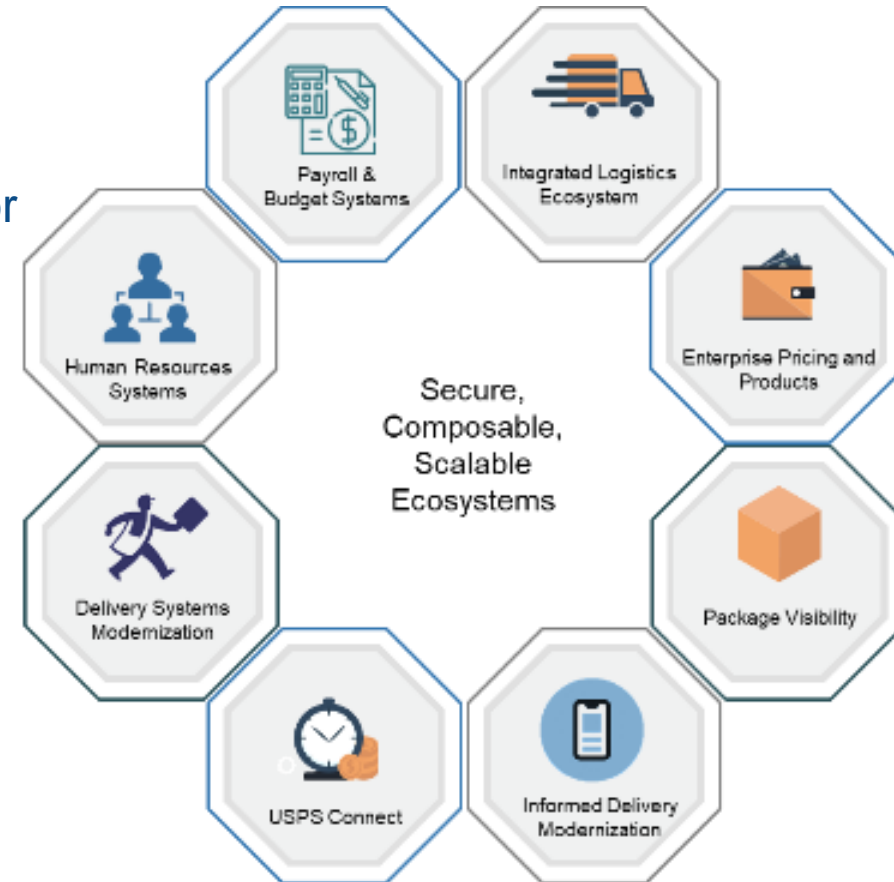 or
Payroll &
Budget Systems
Integrated Logistics
Ecosystem
Human Resources
Systems
Enterprise Pricing and
Products
Secure,
Composable,
Scalable
Ecosystems
Delivery Systems
Modernization
Package Visibility
USPS Connect
Informed Delivery
Modernization